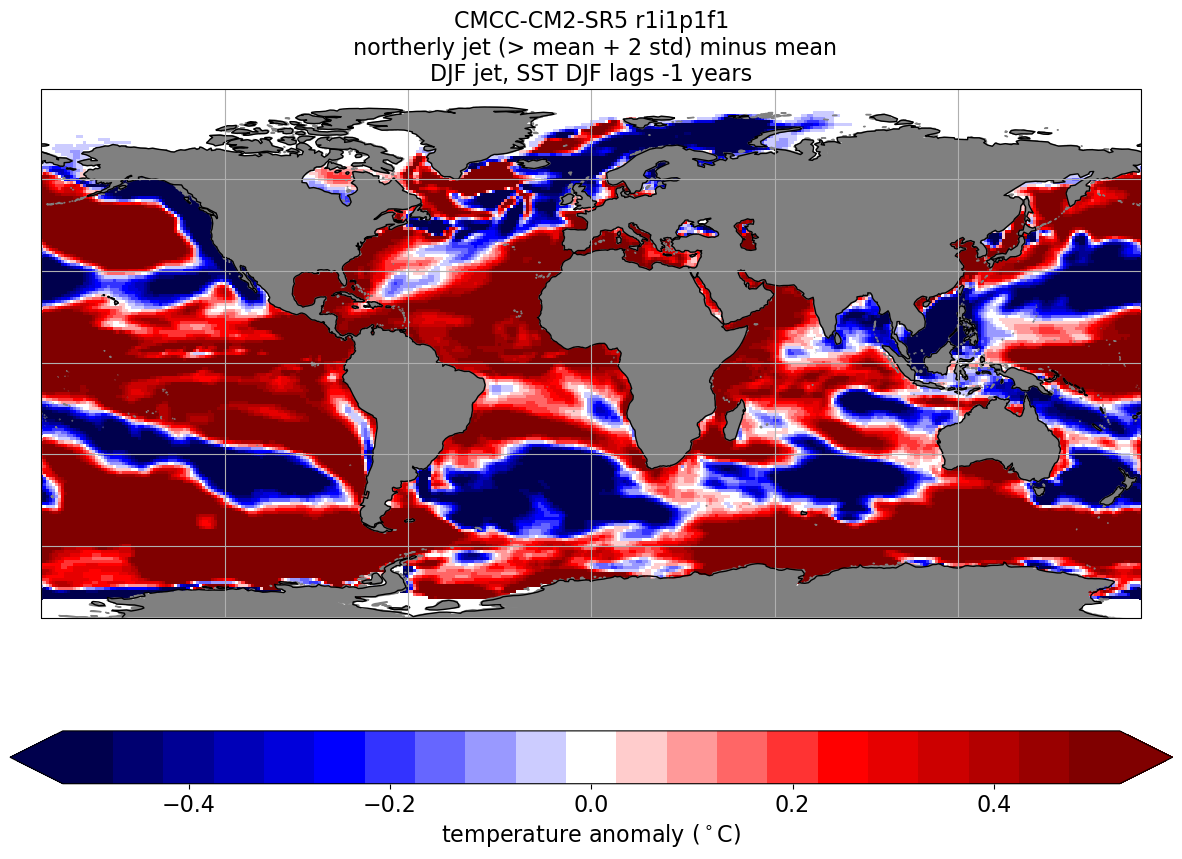 CMCC-CM2-SR5 r1i1p1f1
northerly jet (> mean + 2 std) minus mean
DJF jet, SST DJF lags -1 years
−0.4 −0.2 0.0 0.2 0.4
temperature anomaly (°C)